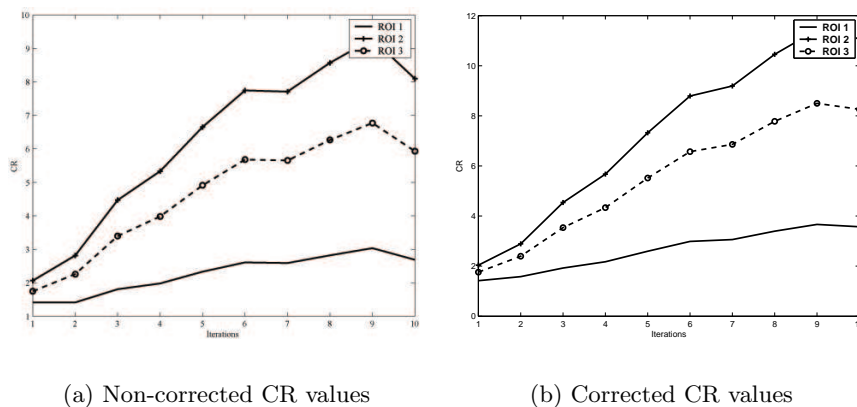 10
9
8
7
6
5
4
3
2
1
CR
1 2 3 4 5 6 7 8 9 10
Iterations
ROI 1
ROI 2
ROI 3
(a) Non-corrected CR values
12
10
8
6
4
2
0
CR
1 2 3 4 5 6 7 8 9 1
Iterations
ROI 1
ROI 2
ROI 3
(b) Corrected CR values